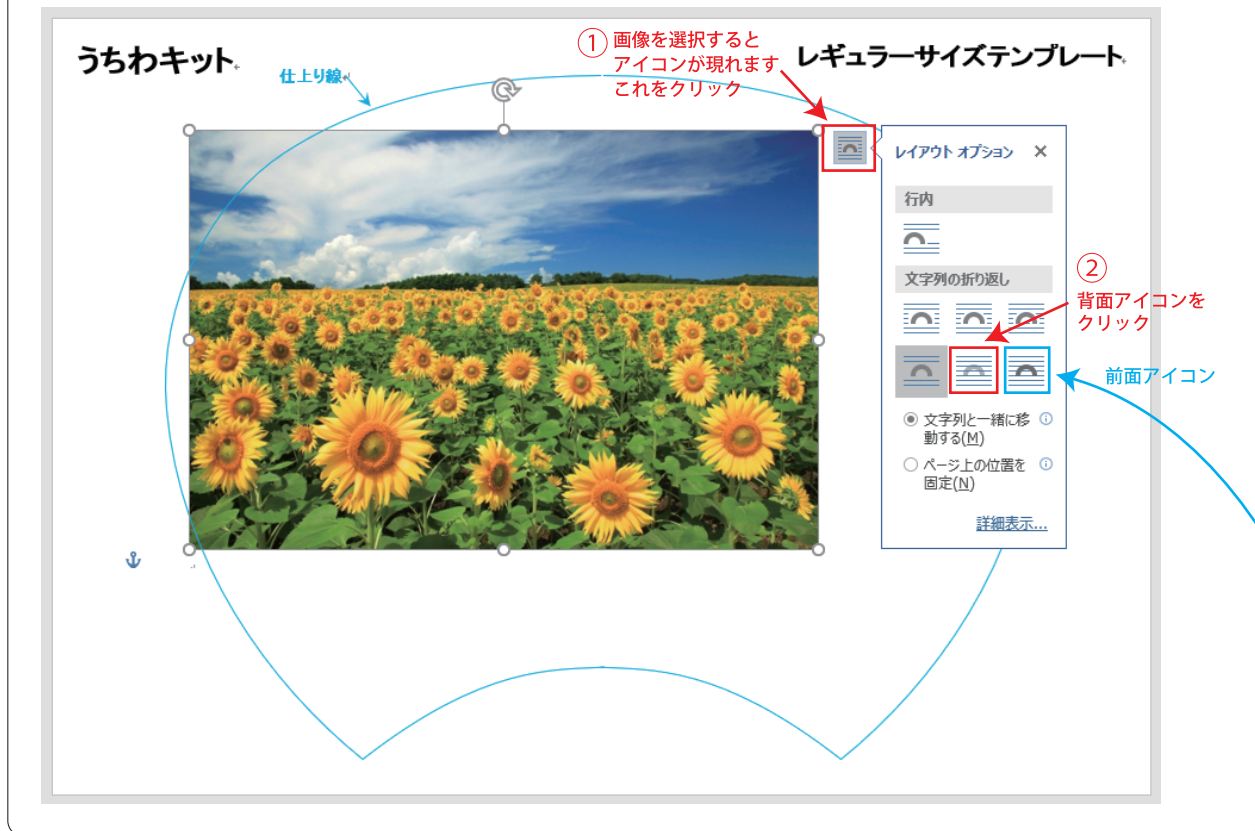 うちわキット
レギュラーサイズテンプレート
仕上り線
① 画像を選択すると
アイコンが現れます
これをクリック
レイアウト オプション
行内
文字列の折り返し
② 背面アイコンを
クリック
前面アイコン
文字列と一緒に移
動する(M)
ページ上の位置を
固定(N)
詳細表示...